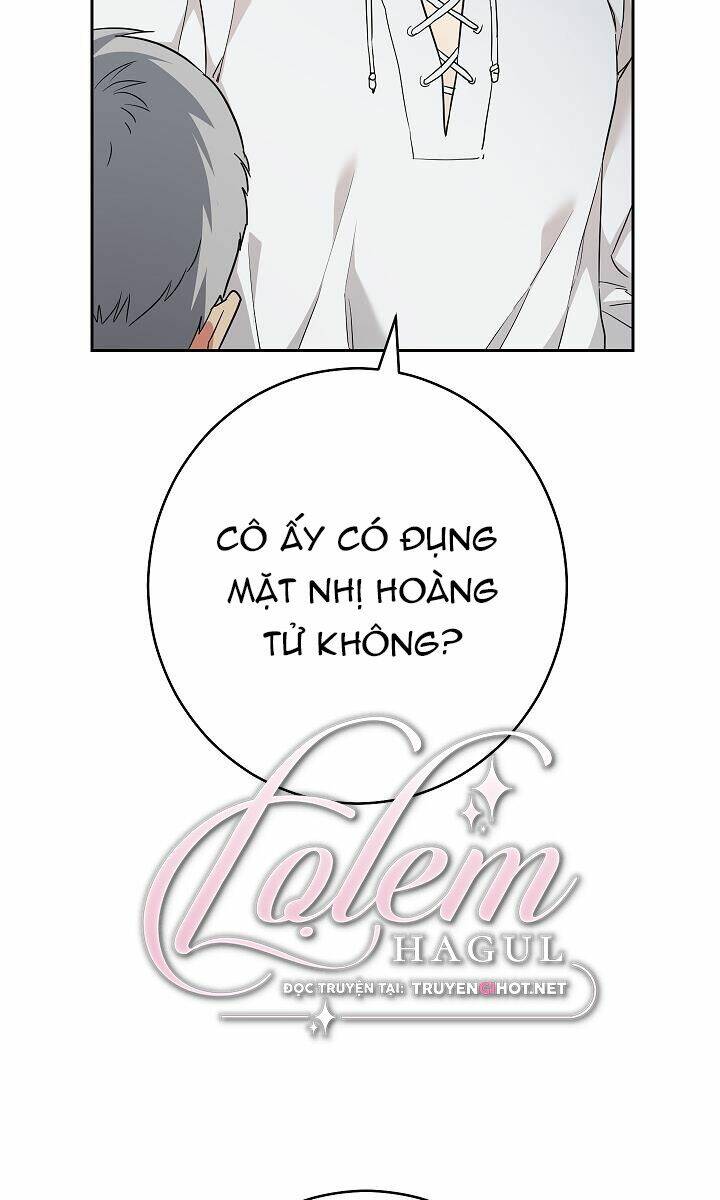 CÔ ẤY CÓ ĐỤNG
MẶT NHỊ HOÀNG
TỬ KHÔNG?
Lọlem
HAGUL
ĐỌC TRUYỆN TẠI: TRUYENGIHOT.NET